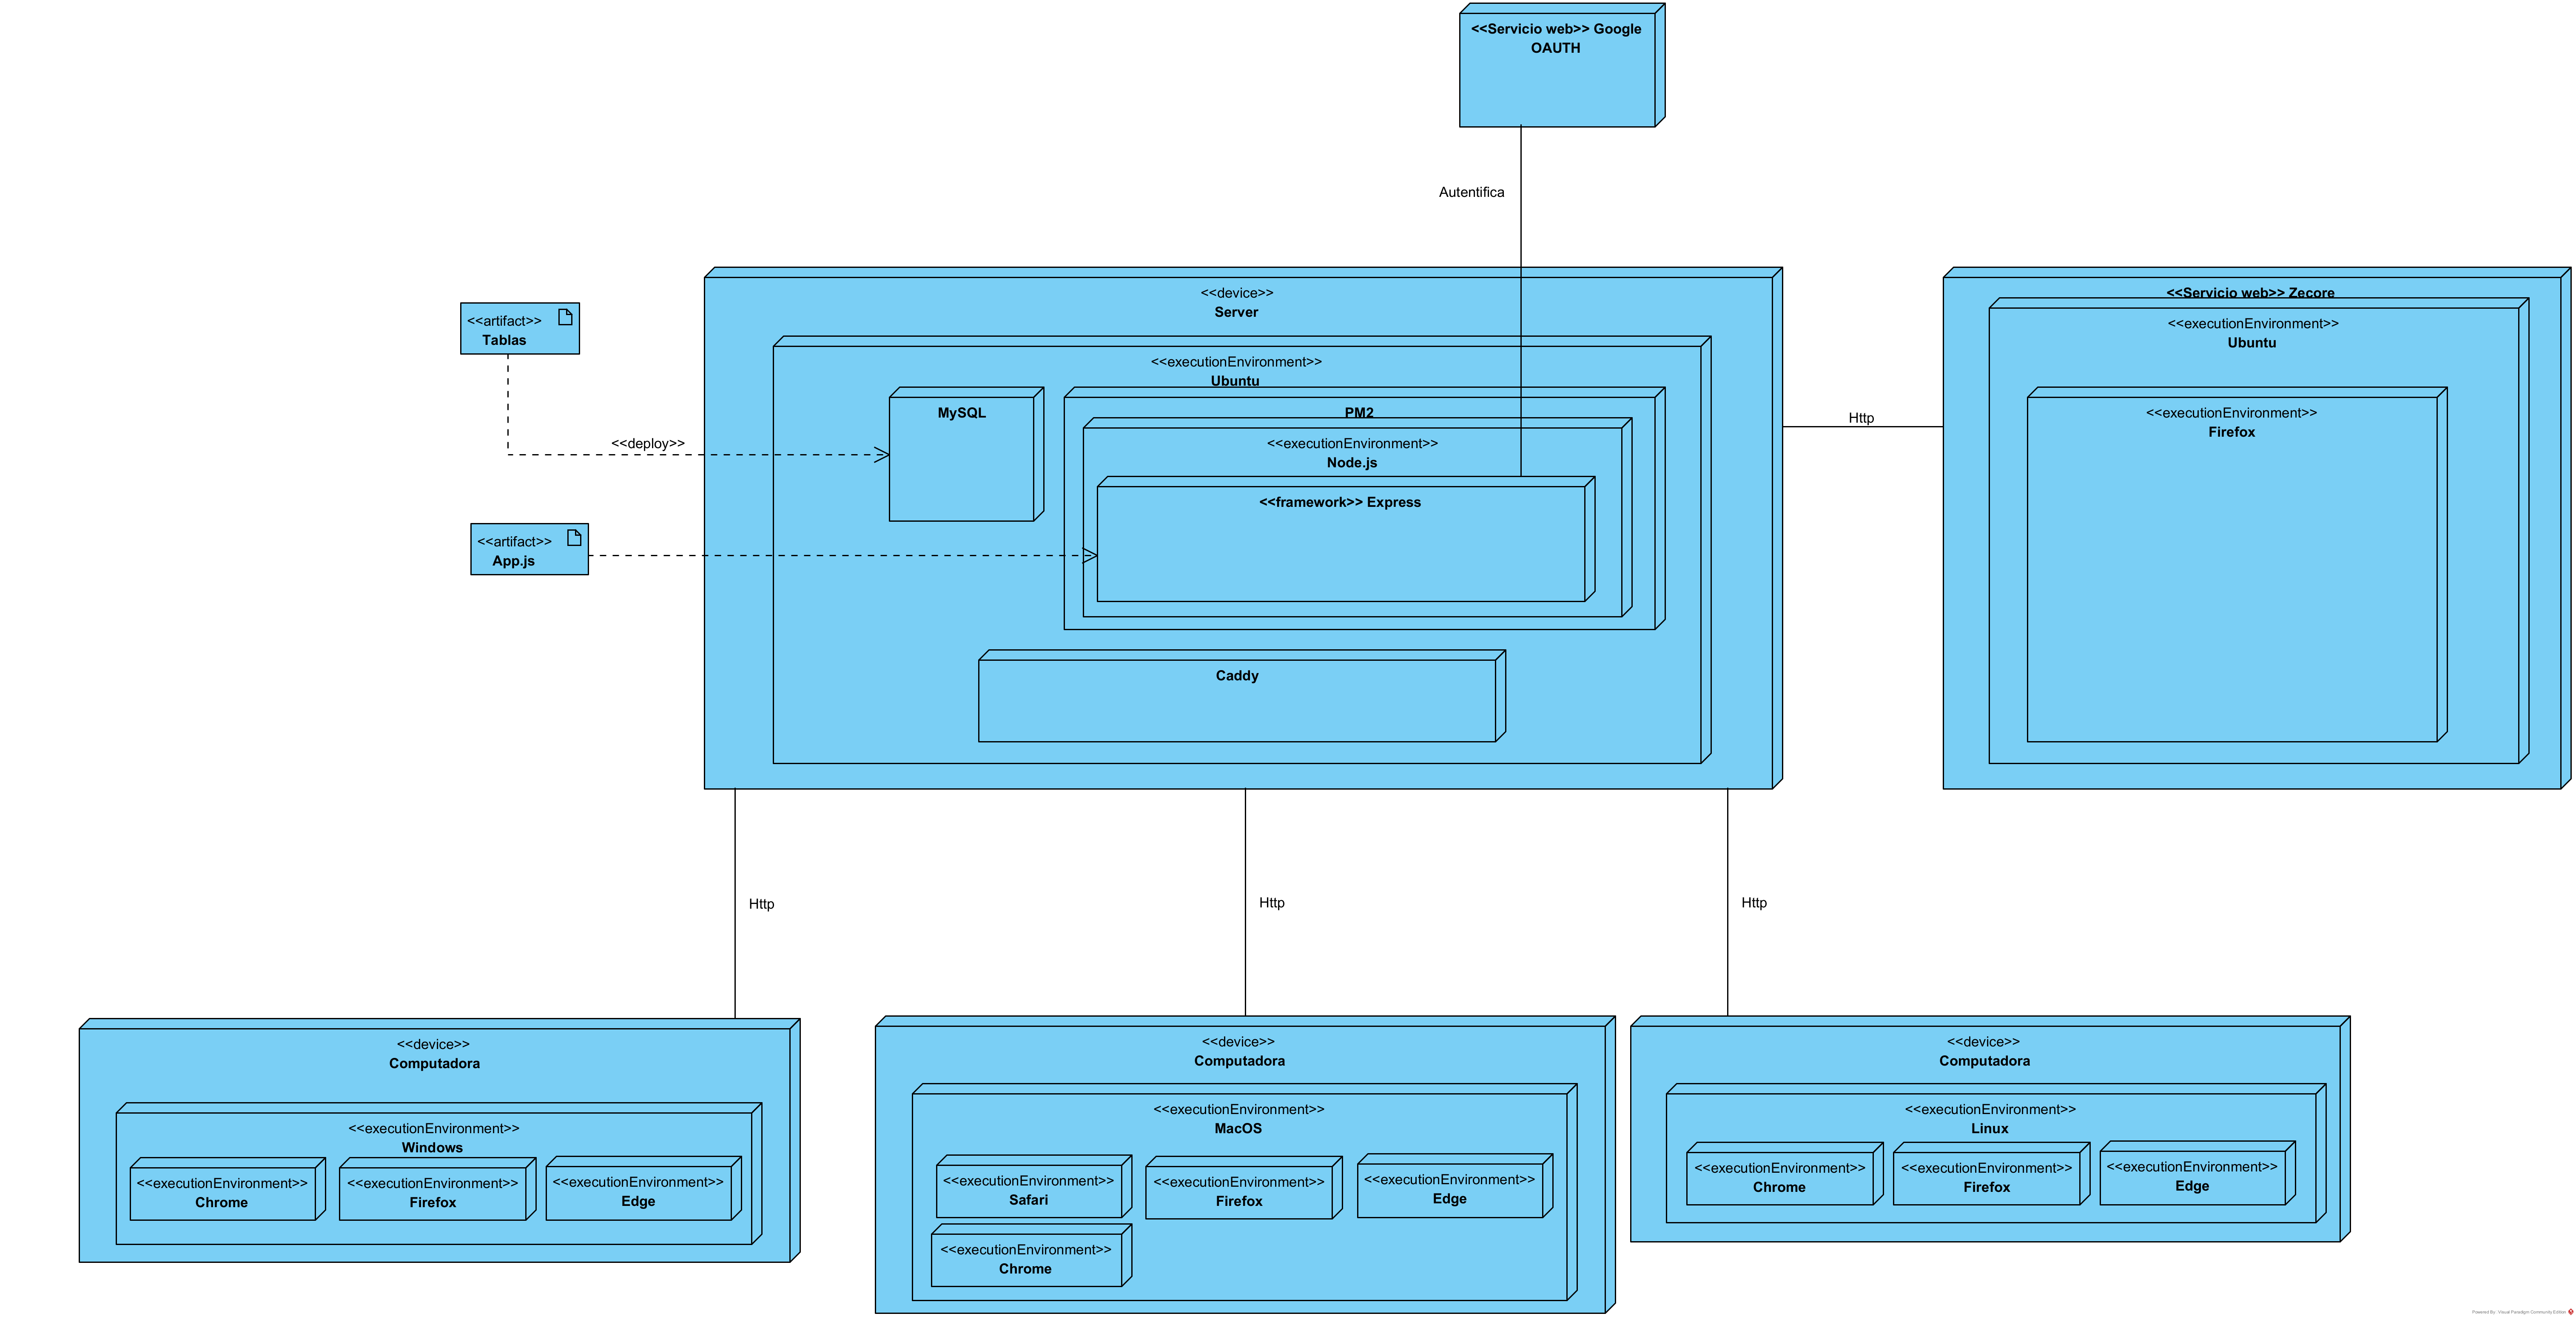 <<Servicio web>> Google
OAUTH
Autentifica
<<device>>
Server
<<executionEnvironment>>
Ubuntu
MySQL
PM2
<<executionEnvironment>>
Node.js
<<framework>> Express
Caddy
<<artifact>>
Tablas
<<deploy>>
<<artifact>>
App.js
Http
<<Servicio web>> Zecore
<<executionEnvironment>>
Ubuntu
<<executionEnvironment>>
Firefox
Http
Http
Http
<<device>>
Computadora
<<executionEnvironment>>
Windows
<<executionEnvironment>>
Chrome
<<executionEnvironment>>
Firefox
<<executionEnvironment>>
Edge
<<device>>
Computadora
<<executionEnvironment>>
MacOS
<<executionEnvironment>>
Safari
<<executionEnvironment>>
Firefox
<<executionEnvironment>>
Edge
<<executionEnvironment>>
Chrome
<<device>>
Computadora
<<executionEnvironment>>
Linux
<<executionEnvironment>>
Chrome
<<executionEnvironment>>
Firefox
<<executionEnvironment>>
Edge
Powered By Visual Paradigm Community Edition